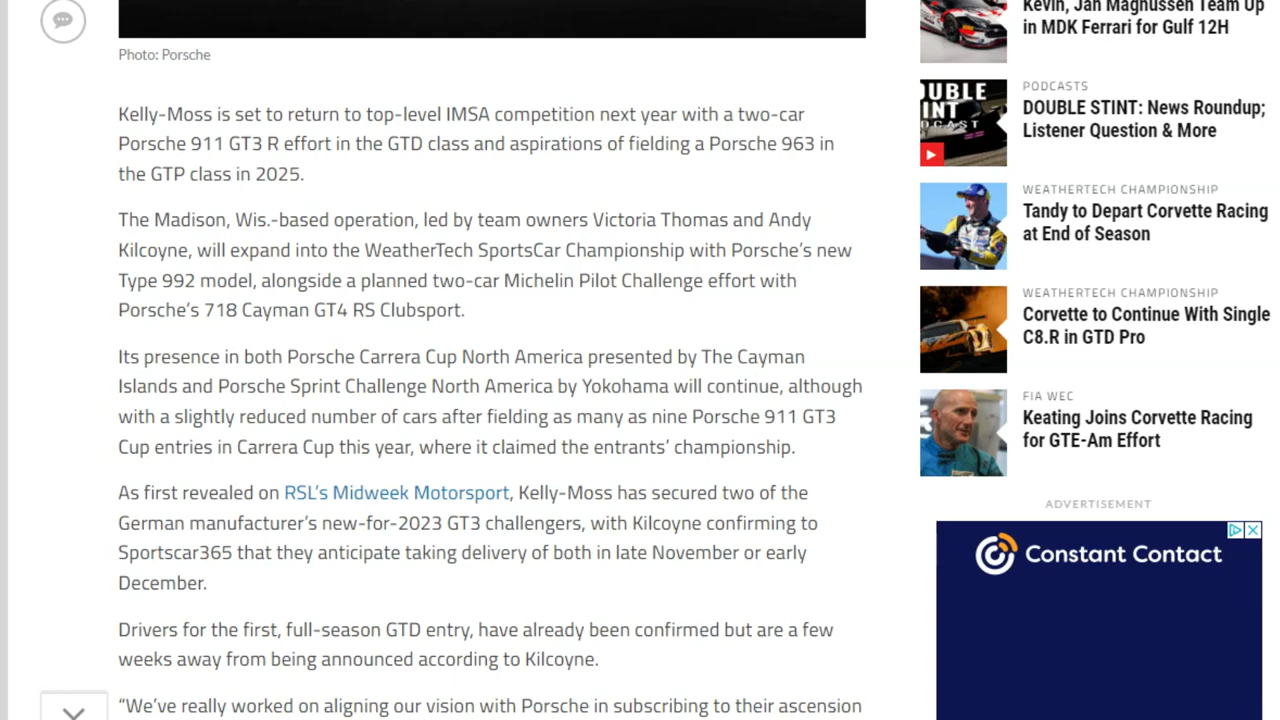 Photo: Porsche
Kelly-Moss is set to return to top-level IMSA competition next year with a two-car
Porsche 911 GT3 R effort in the GTD class and aspirations of fielding a Porsche 963 in
the GTP class in 2025.
The Madison, Wis.-based operation, led by team owners Victoria Thomas and Andy
Kilcoyne, will expand into the WeatherTech SportsCar Championship with Porsche’s new
Type 992 model, alongside a planned two-car Michelin Pilot Challenge effort with
Porsche’s 718 Cayman GT4 RS Clubsport.
Its presence in both Porsche Carrera Cup North America presented by The Cayman
Islands and Porsche Sprint Challenge North America by Yokohama will continue, although
with a slightly reduced number of cars after fielding as many as nine Porsche 911 GT3
Cup entries in Carrera Cup this year, where it claimed the entrants’ championship.
As first revealed on RSL’s Midweek Motorsport, Kelly-Moss has secured two of the
German manufacturer’s new-for-2023 GT3 challengers, with Kilcoyne confirming to
Sportscar365 that they anticipate taking delivery of both in late November or early
December.
Drivers for the first, full-season GTD entry, have already been confirmed but are a few
weeks away from being announced according to Kilcoyne.
“We’ve really worked on aligning our vision with Porsche in subscribing to their ascension
Kevin, Jan Magnussen Team Up
in MDK Ferrari for Gulf 12H
PODCASTS
DOUBLE STINT: News Roundup;
Listener Question & More
WEATHERTECH CHAMPIONSHIP
Tandy to Depart Corvette Racing
at End of Season
WEATHERTECH CHAMPIONSHIP
Corvette to Continue With Single
C8.R in GTD Pro
FIA WEC
Keating Joins Corvette Racing
for GTE-Am Effort
ADVERTISEMENT
Constant Contact